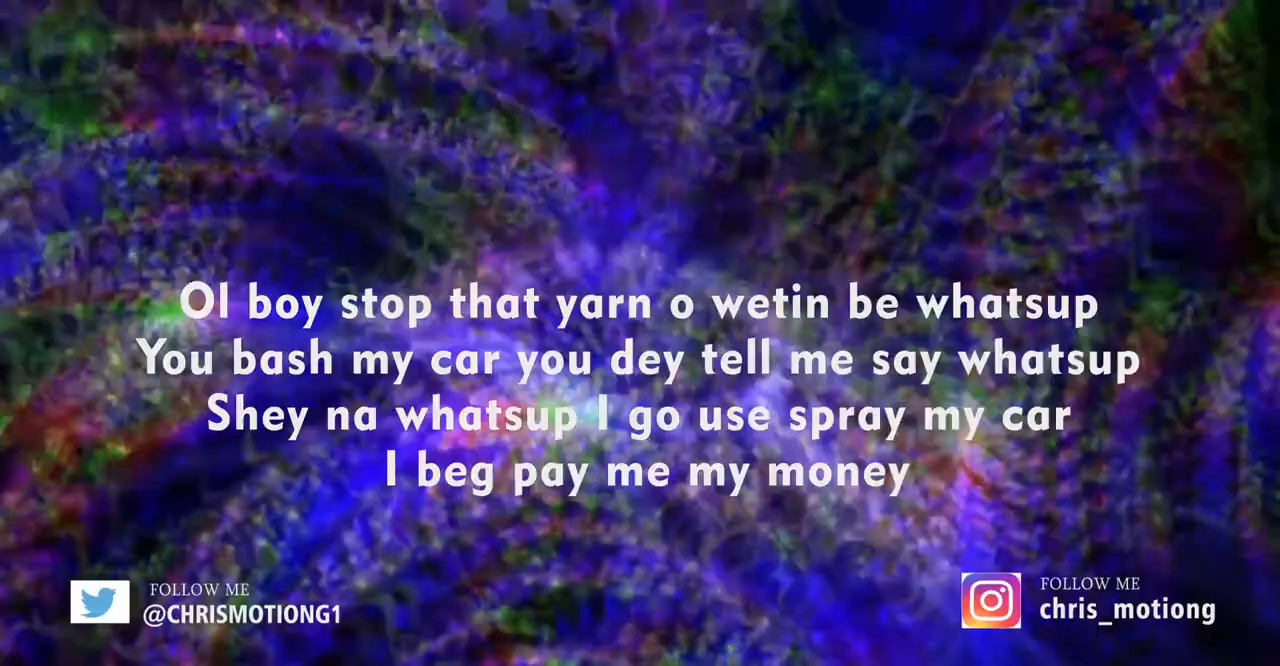 Ol boy stop that yarn o wetin be whatsup
You bash my car you dey tell me say whatsup
Shey na whatsup I go use spray my car
I beg pay me my money
FOLLOW ME
@CHRISMOTIONG1
FOLLOW ME
chris_motiong